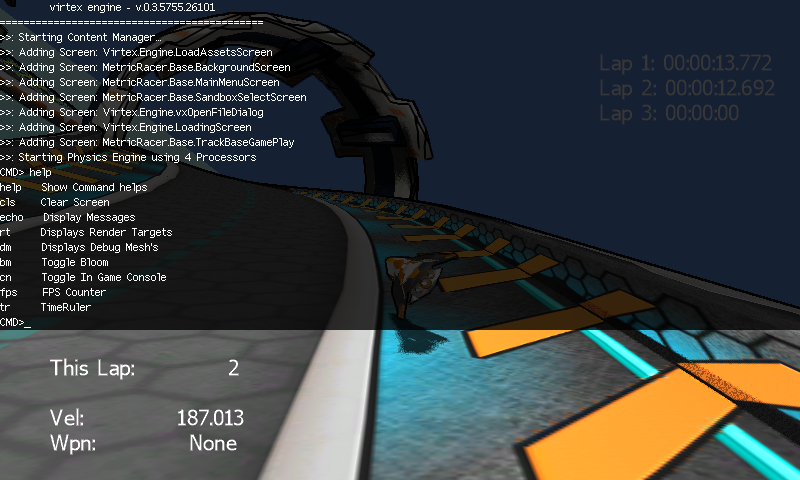 virtex engine - v.0.3.5755.26101
============================================
>>: Starting Content Manager...
>>: Adding Screen: Virtex.Engine.LoadAssetsScreen
>>: Adding Screen: MetricRacer.Base.BackgroundScreen
>>: Adding Screen: MetricRacer.Base.MainMenuScreen
>>: Adding Screen: MetricRacer.Base.SandboxSelectScreen
>>: Adding Screen: Virtex.Engine.vxOpenFileDialog
>>: Adding Screen: Virtex.Engine.LoadingScreen
>>: Adding Screen: MetricRacer.Base.TrackBaseGamePlay
>>: Starting Physics Engine using 4 Processors
CMD> help
help Show Command helps
cls Clear Screen
echo Display Messages
rt Displays Render Targets
dm Displays Debug Mesh's
bm Toggle Bloom
cn Toggle In Game Console
fps FPS Counter
tr TimeRuler
CMD>_
Lap 1: 00:00:13.772
Lap 2: 00:00:12.692
Lap 3: 00:00:00
This Lap: 2
Vel: 187.013
Wpn: None